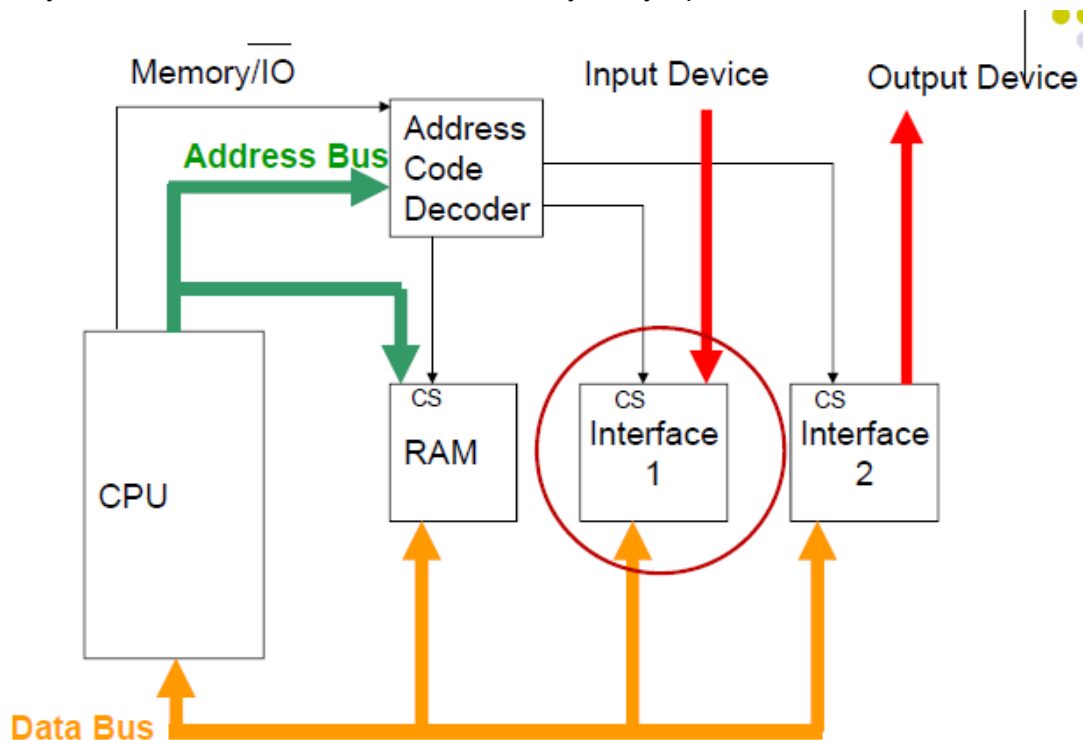 Memory/IO
Input Device
Output Device
Address
Code
Decoder
Address Bus
CS
RAM
CS
Interface
1
CS
Interface
2
CPU
Data Bus